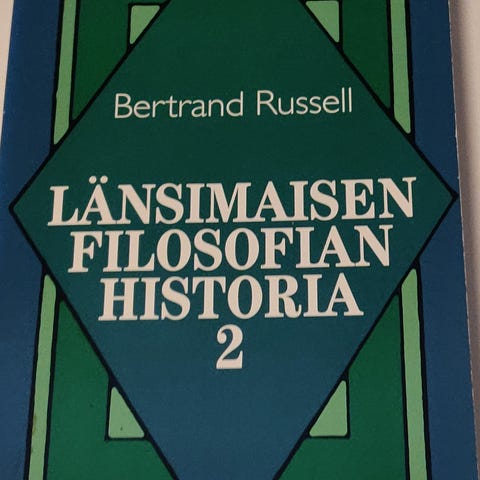 Bertrand Russell
LÄNSIMAISEN
FILOSOFIAN
HISTORIA
2